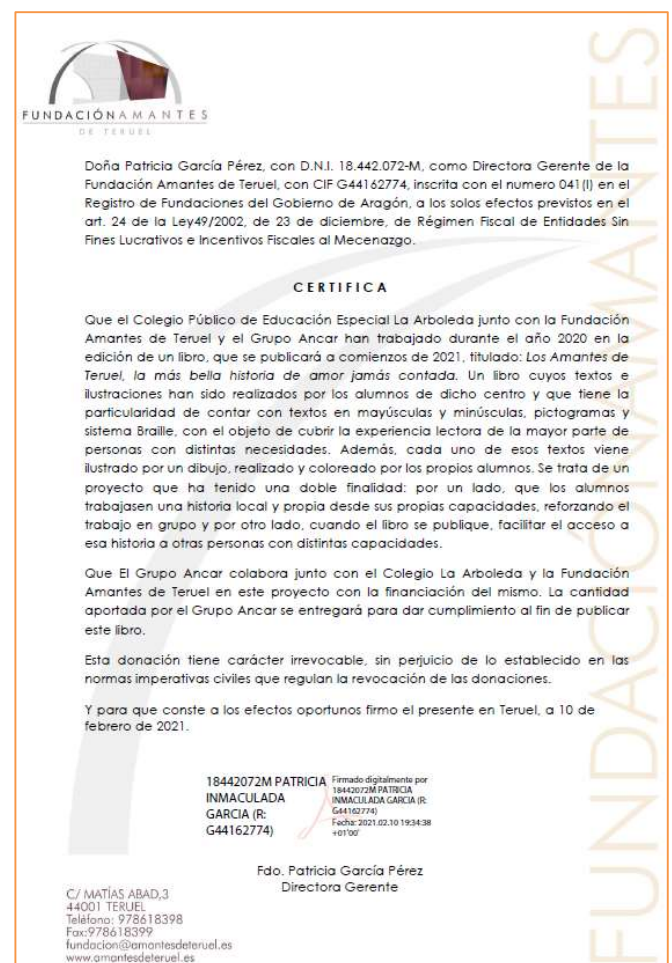 FUNDACIÓNAMANTES
DE TERUEL
Doña Patricia García Pérez, con D.N.I. 18.442.072-M, como Directora Gerente de la
Fundación Amantes de Teruel, con CIF G44162774, inscrita con el numero 041(I) en el
Registro de Fundaciones del Gobierno de Aragón, a los solos efectos previstos en el
art. 24 de la Ley49/2002, de 23 de diciembre, de Régimen Fiscal de Entidades Sin
Fines Lucrativos e Incentivos Fiscales al Mecenazgo.
CERTIFICA
Que el Colegio Público de Educación Especial La Arboleda junto con la Fundación
Amantes de Teruel y el Grupo Ancar han trabajado durante el año 2020 en la
edición de un libro, que se publicará a comienzos de 2021, titulado: Los Amantes de
Teruel, la más bella historia de amor jamás contada. Un libro cuyos textos e
ilustraciones han sido realizados por los alumnos de dicho centro y que tiene la
particularidad de contar con textos en mayúsculas y minúsculas, pictogramas y
sistema Braille, con el objeto de cubrir la experiencia lectora de la mayor parte de
personas con distintas necesidades. Además, cada uno de esos textos viene
ilustrado por un dibujo, realizado y coloreado por los propios alumnos. Se trata de un
proyecto que ha tenido una doble finalidad: por un lado, que los alumnos
trabajasen una historia local y propia desde sus propias capacidades, reforzando el
trabajo en grupo y por otro lado, cuando el libro se publique, facilitar el acceso a
esa historia a otras personas con distintas capacidades.
Que El Grupo Ancar colabora junto con el Colegio La Arboleda y la Fundación
Amantes de Teruel en este proyecto con la financiación del mismo. La cantidad
aportada por el Grupo Ancar se entregará para dar cumplimiento al fin de publicar
este libro.
Esta donación tiene carácter irrevocable, sin perjuicio de lo establecido en las
normas imperativas civiles que regulan la revocación de las donaciones.
Y para que conste a los efectos oportunos firmo el presente en Teruel, a 10 de
febrero de 2021.
18442072M PATRICIA
INMACULADA
GARCIA (R:
G44162774)
Firmado digitalmente por
18442072M PATRICIA
INMACULADA GARCIA (R:
G44162774)
Fecha: 2021.02.10 19:34:38
+01'00'
Fdo. Patricia García Pérez
Directora Gerente
C/ MATÍAS ABAD,3
44001 TERUEL
Teléfono: 978618398
Fax:978618399
fundacion@amantesdeteruel.es
www.amantesdeteruel.es
FUNDACIÓNAMANTES